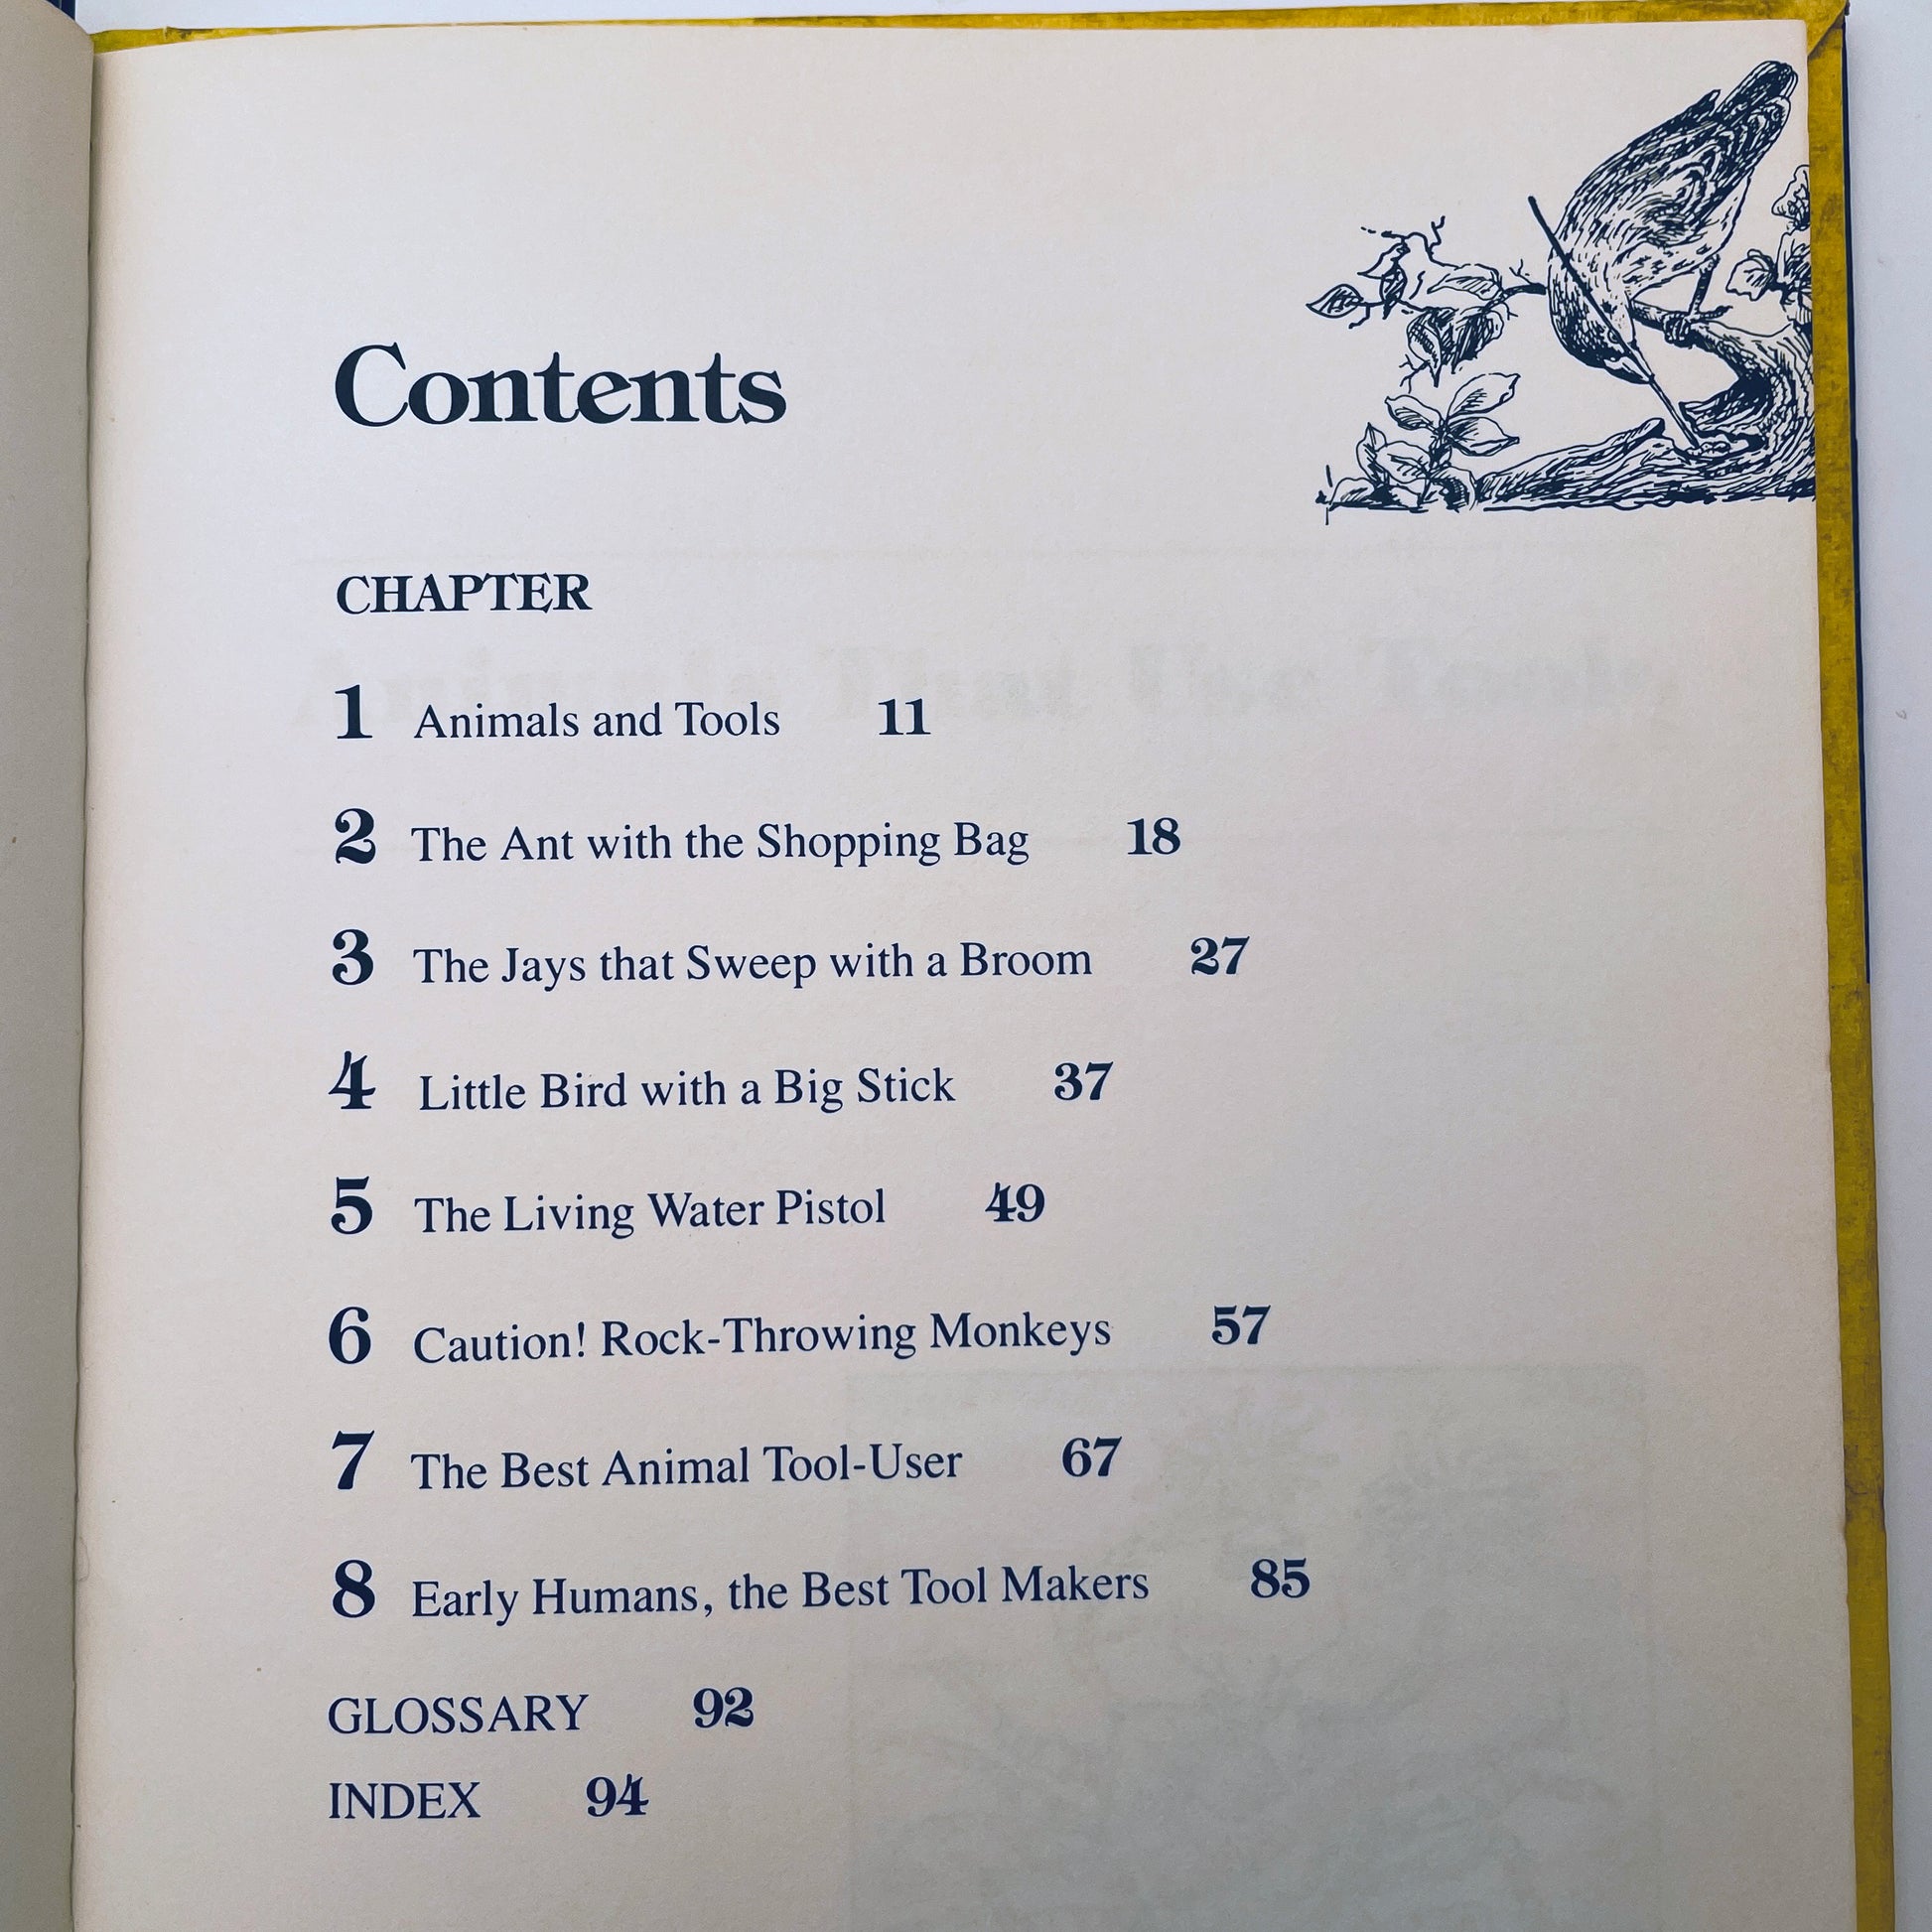 Contents
CHAPTER
1 Animals and Tools 11
2 The Ant with the Shopping Bag 18
3 The Jays that Sweep with a Broom 27
4 Little Bird with a Big Stick 37
5 The Living Water Pistol 49
6 Caution! Rock-Throwing Monkeys 57
7 The Best Animal Tool-User 67
8 Early Humans, the Best Tool Makers 85
GLOSSARY 92
INDEX 94